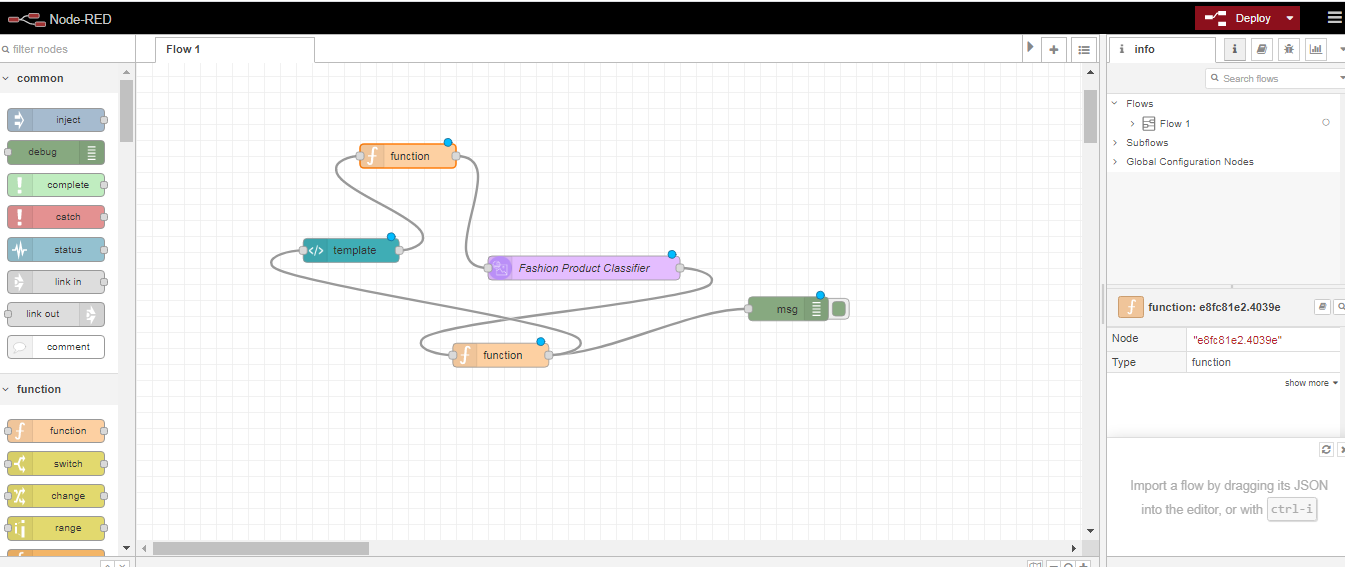 Node-RED
Deploy
filter nodes
Flow 1
i info
i
Search flows
common
inject
debug
complete
catch
status
link in
link out
comment
function
function
switch
change
range
function
template
Fashion Product Classifier
msg
function
Flows
Flow 1
Subflows
Global Configuration Nodes
function: e8fc81e2.4039e
Node "e8fc81e2.4039e"
Type function
show more
Import a flow by dragging its JSON
into the editor, or with ctrl-i